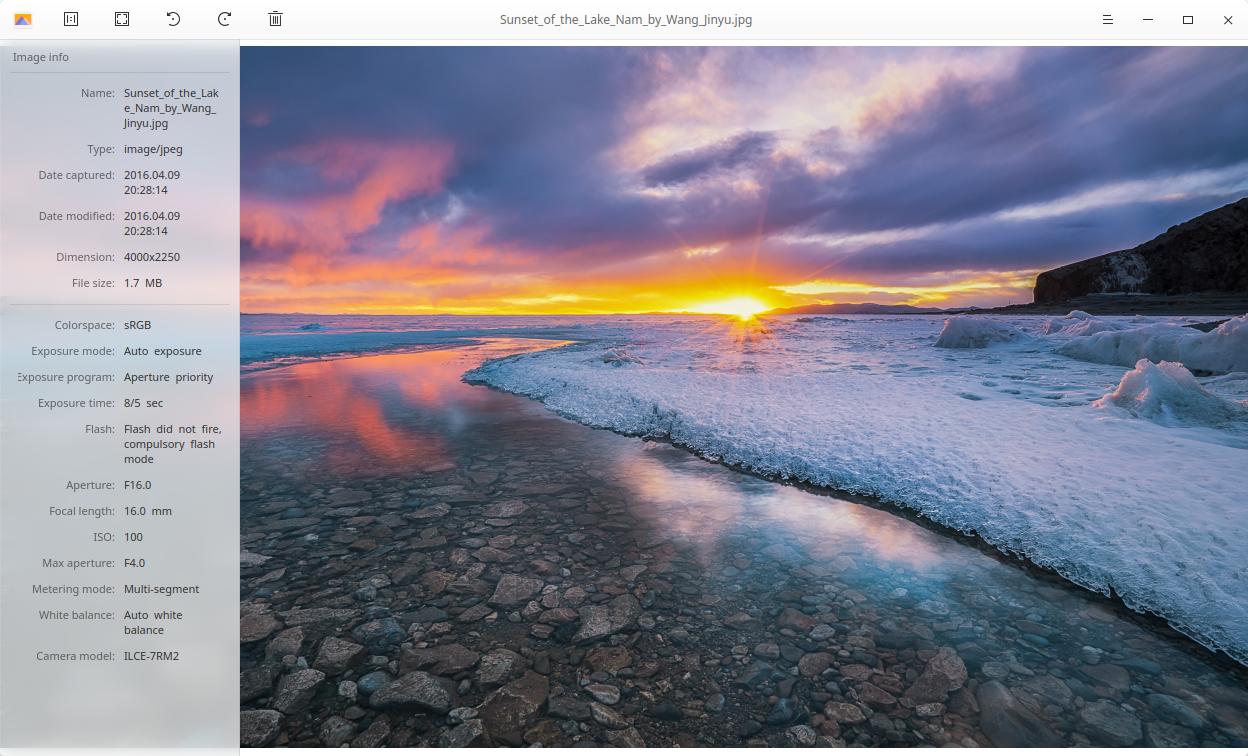 Sunset_of_the_Lake_Nam_by_Wang_Jinyu.jpg
Image info
Name: Sunset_of_the_Lak
e_Nam_by_Wang_
Jinyu.jpg
Type: image/jpeg
Date captured: 2016.04.09
20:28:14
Date modified: 2016.04.09
20:28:14
Dimension: 4000x2250
File size: 1.7 MB
Colorspace: sRGB
Exposure mode: Auto exposure
Exposure program: Aperture priority
Exposure time: 8/5 sec
Flash: Flash did not fire,
compulsory flash
mode
Aperture: F16.0
Focal length: 16.0 mm
ISO: 100
Max aperture: F4.0
Metering mode: Multi-segment
White balance: Auto white
balance
Camera model: ILCE-7RM2